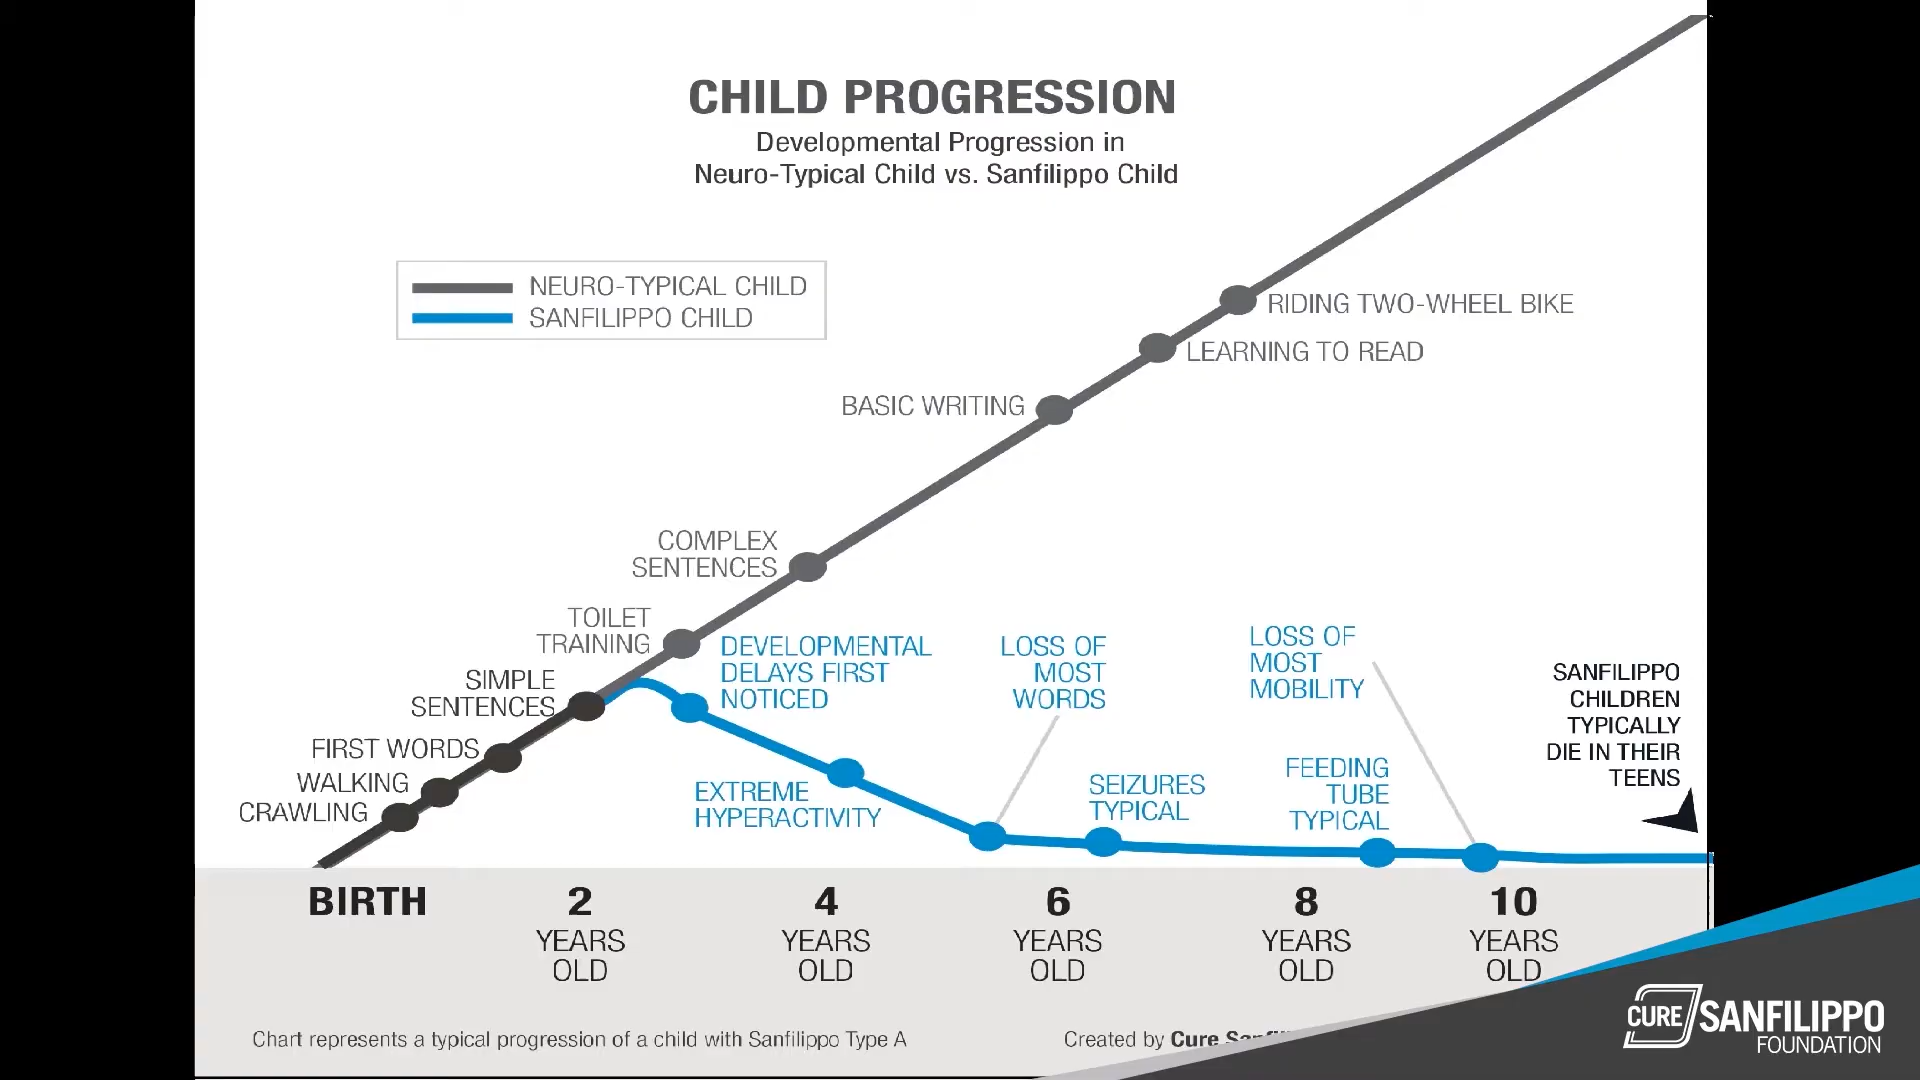 CHILD PROGRESSION
Developmental Progression in
Neuro-Typical Child vs. Sanfilippo Child
NEURO-TYPICAL CHILD
SANFILIPPO CHILD
RIDING TWO-WHEEL BIKE
LEARNING TO READ
BASIC WRITING
COMPLEX
SENTENCES
TOILET
TRAINING
SIMPLE
SENTENCES
FIRST WORDS
WALKING
CRAWLING
DEVELOPMENTAL
DELAYS FIRST
NOTICED
EXTREME
HYPERACTIVITY
LOSS OF
MOST
WORDS
SEIZURES
TYPICAL
LOSS OF
MOST
MOBILITY
FEEDING
TUBE
TYPICAL
SANFILIPPO
CHILDREN
TYPICALLY
DIE IN THEIR
TEENS
BIRTH
2
YEARS
OLD
4
YEARS
OLD
6
YEARS
OLD
8
YEARS
OLD
10
YEARS
OLD
Chart represents a typical progression of a child with Sanfilippo Type A
Created by Cure
CURE SANFILIPPO
FOUNDATION